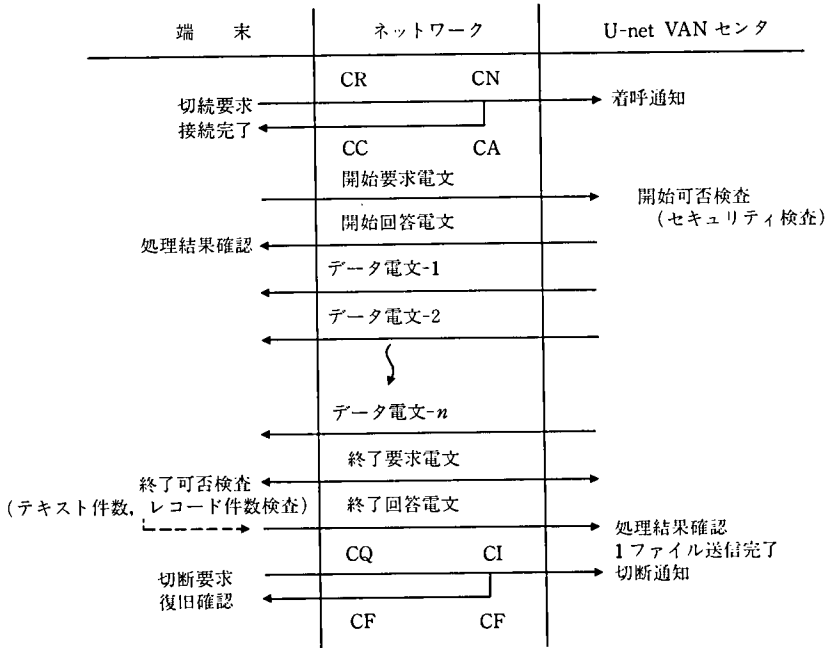 端　末　ネットワーク　U-net VAN センタ
CR　CN
切続要求　着呼通知
接続完了
CC　CA
開始要求電文
開始可否検査
（セキュリティ検査）
開始回答電文
処理結果確認
データ電文-1
データ電文-2
データ電文-n
終了要求電文
終了可否検査
（テキスト件数，レコード件数検査）
終了回答電文
処理結果確認
1ファイル送信完了
CQ　CI
切断要求　切断通知
復旧確認
CF　CF